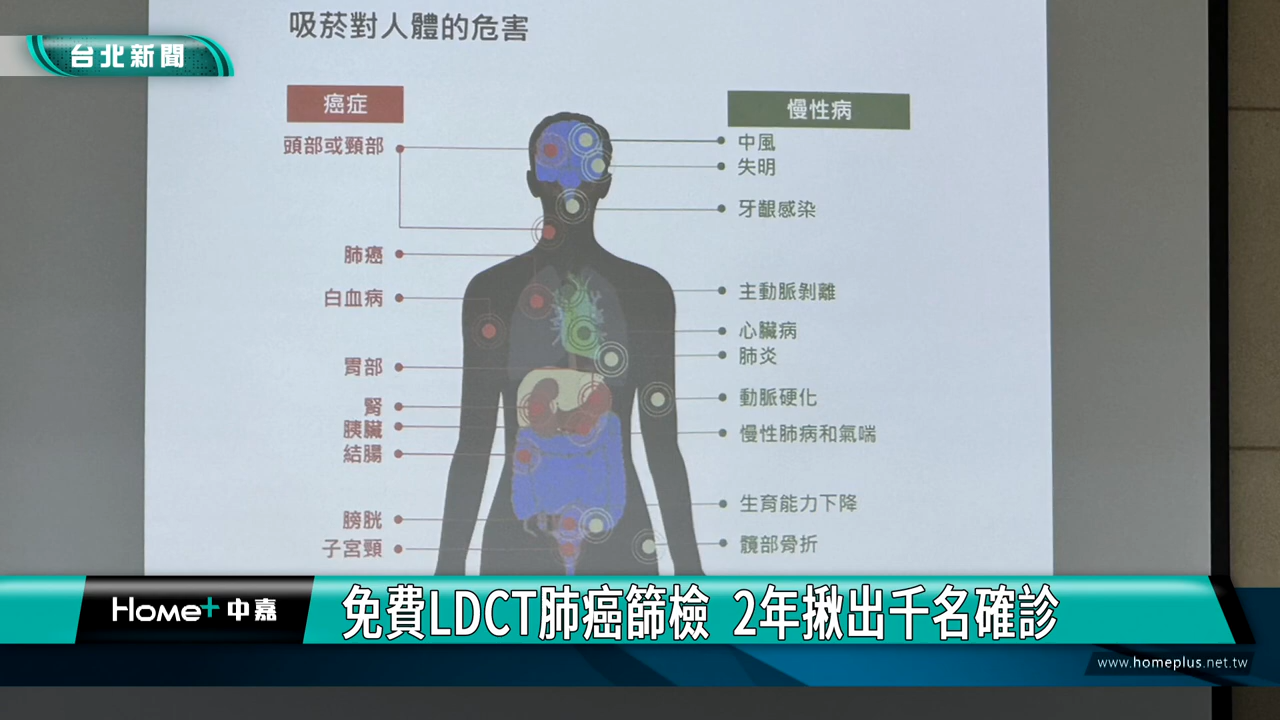 吸菸對人體的危害
台北新聞
癌症
頭部或頸部
肺癌
白血病
胃部
腎
胰臟
結腸
膀胱
子宮頸
慢性病
中風
失明
牙齦感染
主動脈剝離
心臟病
肺炎
動脈硬化
慢性肺病和氣喘
生育能力下降
髖部骨折
Home+中嘉
免費LDCT肺癌篩檢 2年揪出千名確診
www.homeplus.net.tw